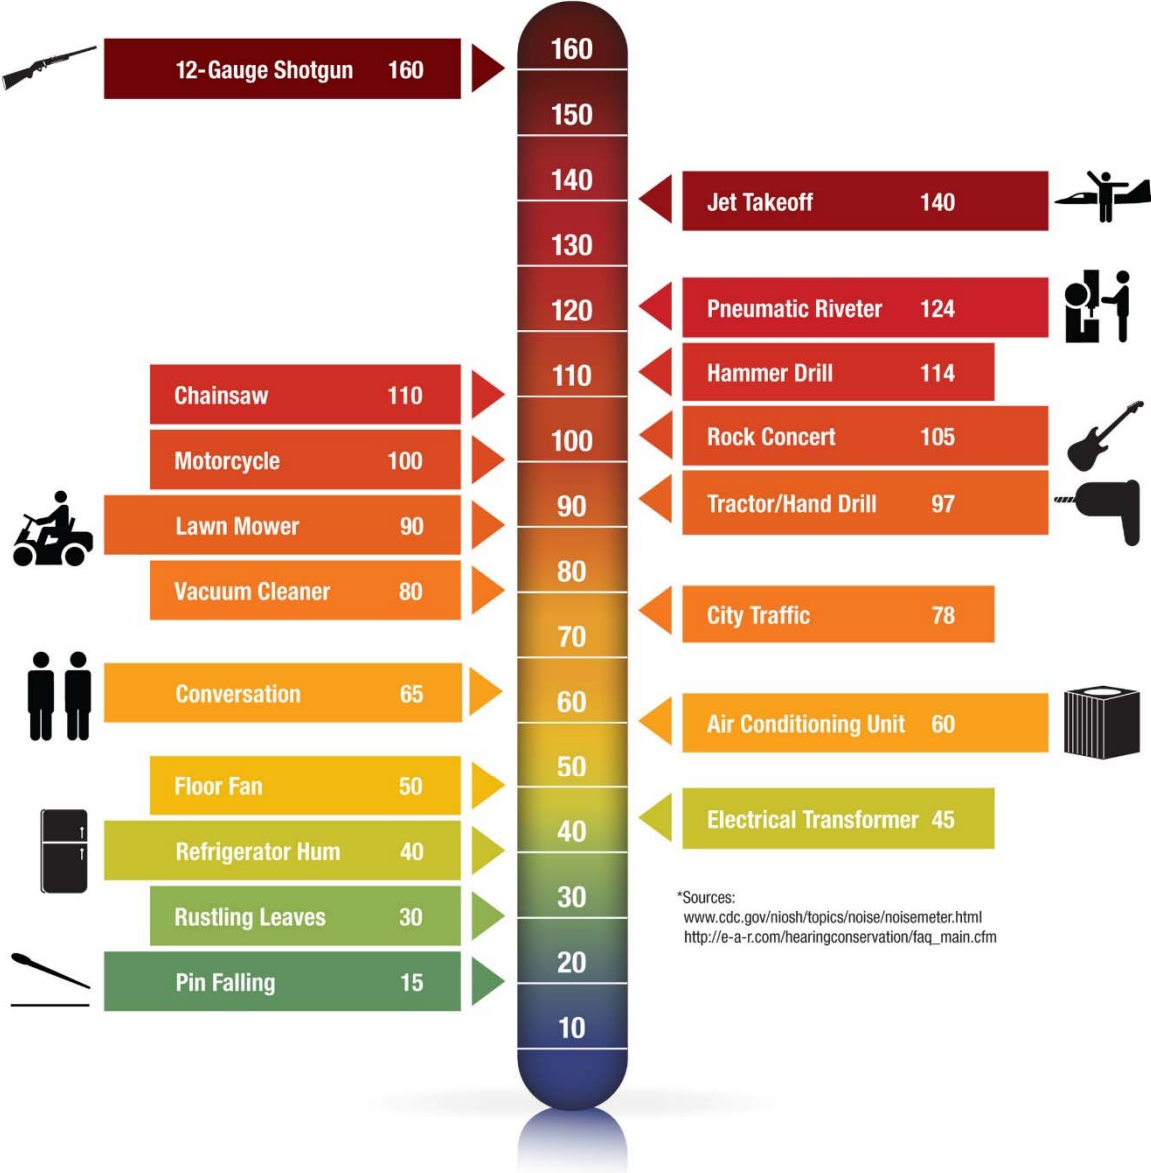 12-Gauge Shotgun 160
160
150
140
Jet Takeoff 140
130
120
Pneumatic Riveter 124
110
Hammer Drill 114
Chainsaw 110
100
Rock Concert 105
Motorcycle 100
90
Tractor/Hand Drill 97
Lawn Mower 90
80
Vacuum Cleaner 80
City Traffic 78
70
Conversation 65
60
Air Conditioning Unit 60
50
Floor Fan 50
Electrical Transformer 45
40
Refrigerator Hum 40
30
Rustling Leaves 30
*Sources:
www.cdc.gov/niosh/topics/noise/noisemeter.html
http://e-a-r.com/hearingconservation/faq_main.cfm
20
Pin Falling 15
10